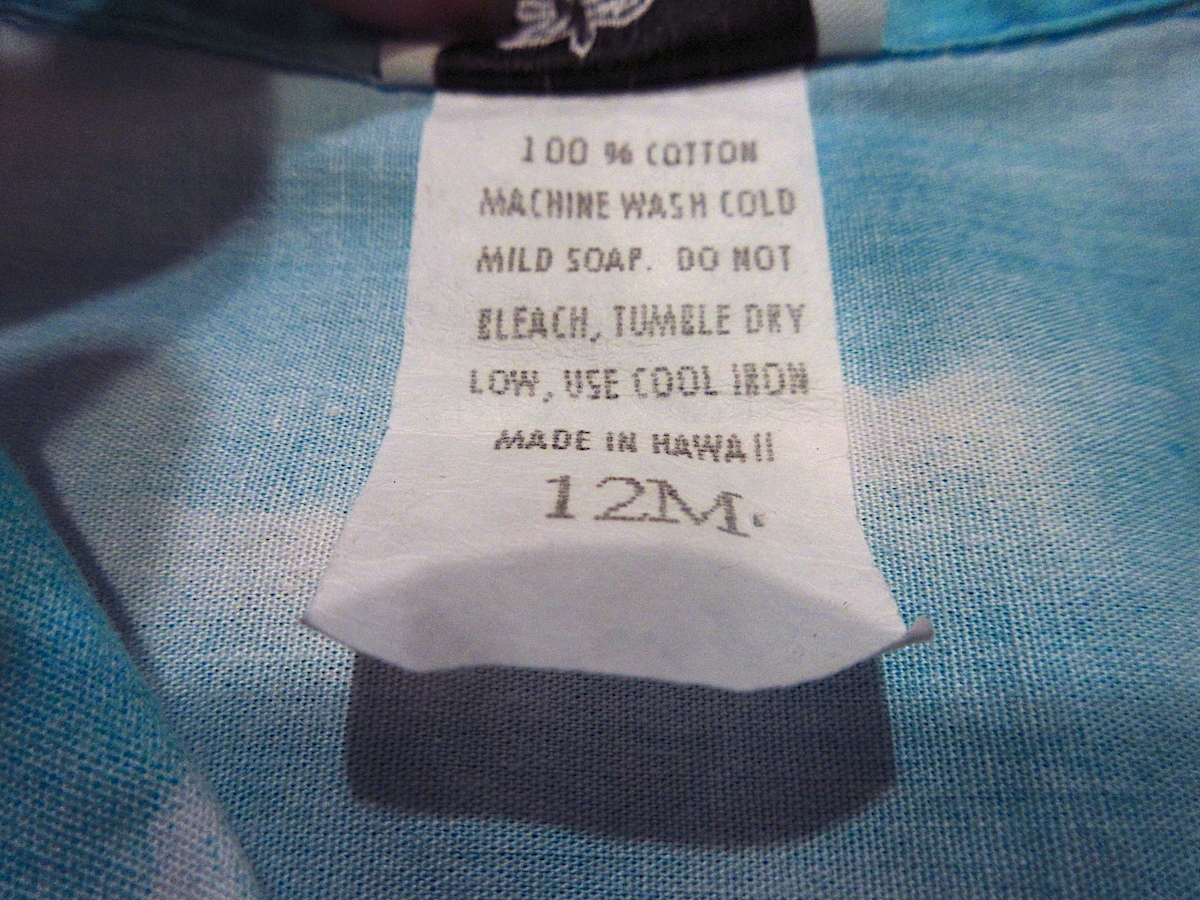 100 % COTTON
MACHINE WASH COLD
MILD SOAP. DO NOT
BLEACH, TUMBLE DRY
LOW, USE COOL IRON
MADE IN HAWAII
12M.